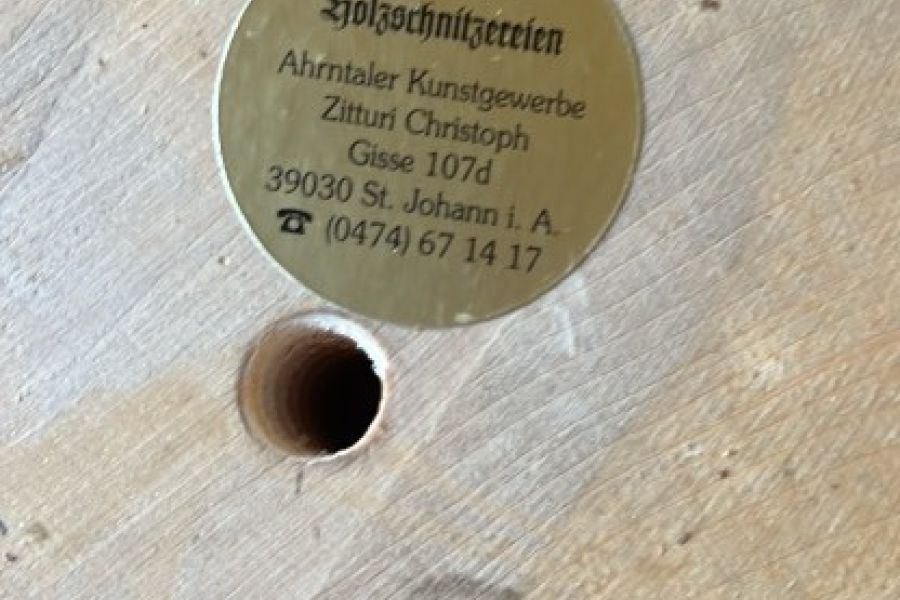 Holzschnitzereien
Ahrntaler Kunstgewerbe
Zitturi Christoph
Gisse 107d
39030 St. Johann i. A.
☎ (0474) 67 14 17